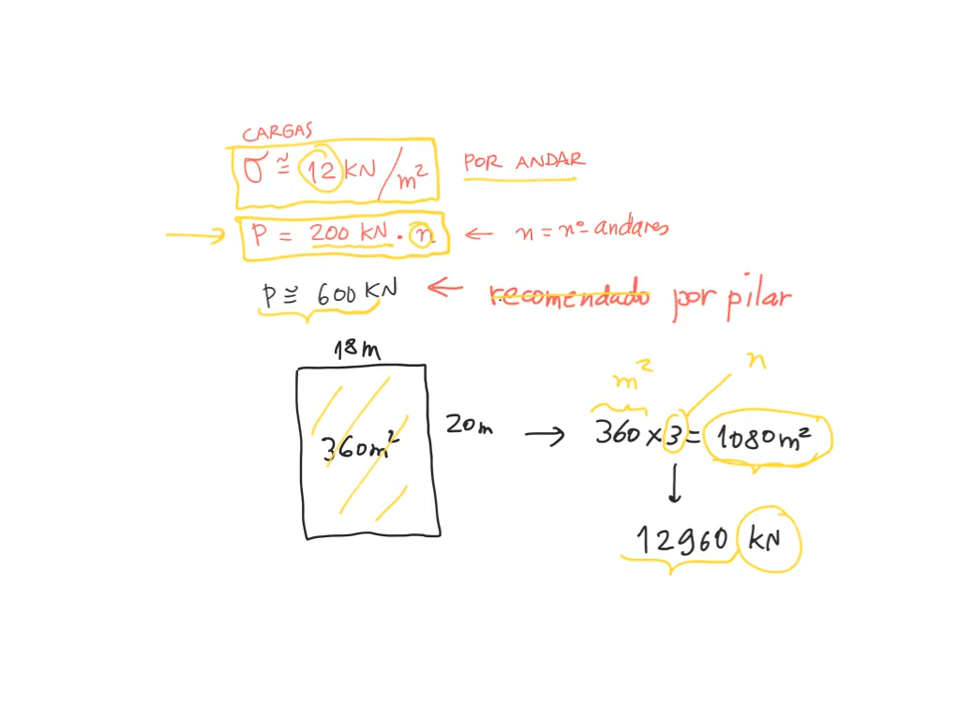 CARGAS
σ ≅ 12 KN/m² POR ANDAR
P = 200 KN . n ← n = nº andares
P ≅ 600 KN ← recomendado por pilar
18m
360m²
20m
m²
n
→ 360 x 3 = 1080m²
12960 KN